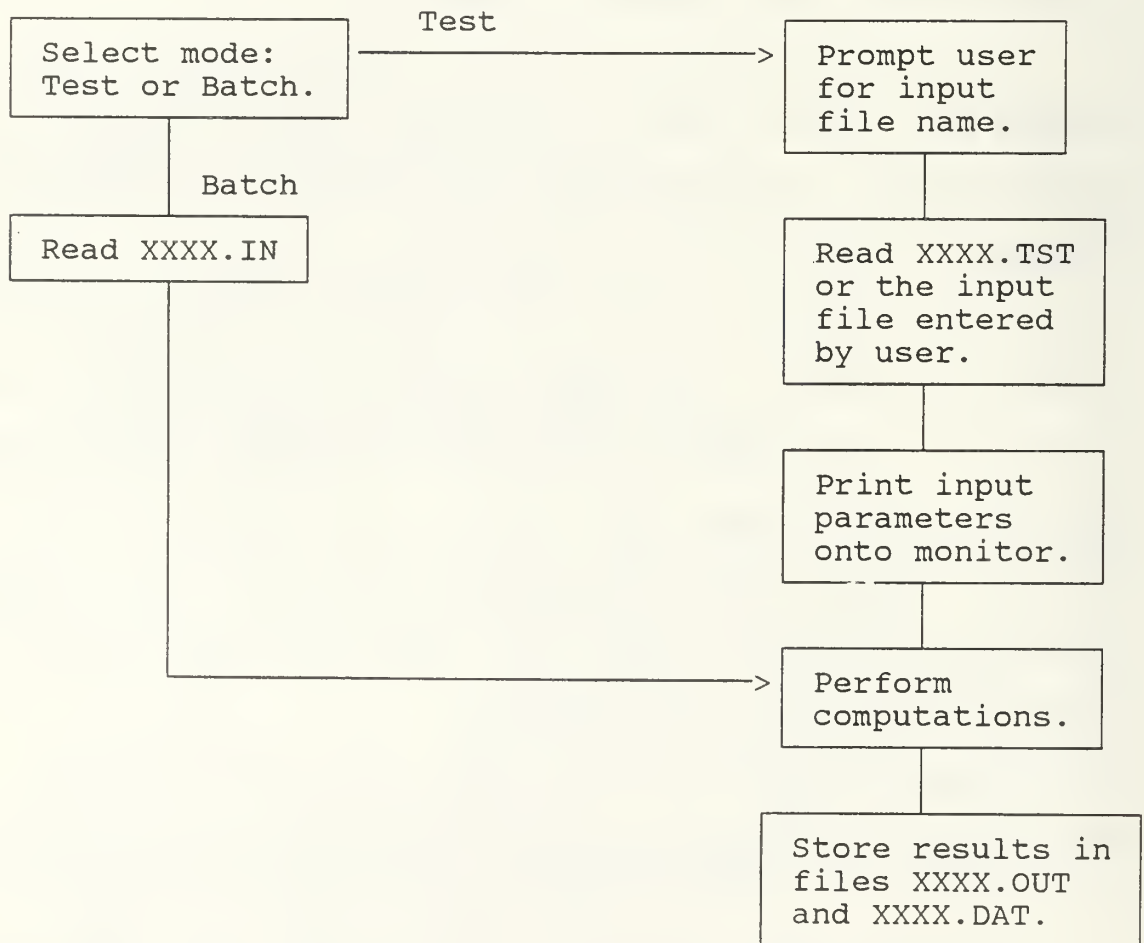 Test
Select mode:
Test or Batch.
Prompt user
for input
file name.
Batch
Read XXXX.IN
Read XXXX.TST
or the input
file entered
by user.
Print input
parameters
onto monitor.
Perform
computations.
Store results in
files XXXX.OUT
and XXXX.DAT.